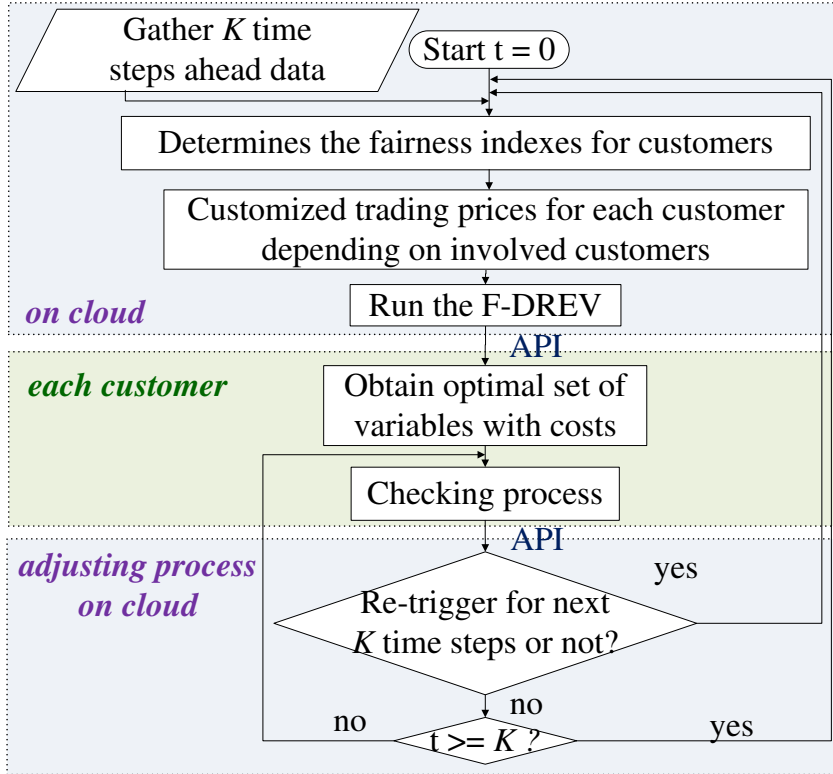 Gather K time
steps ahead data
Start t = 0
Determines the fairness indexes for customers
Customized trading prices for each customer
depending on involved customers
Run the F-DREV
on cloud
API
each customer
Obtain optimal set of
variables with costs
Checking process
API
adjusting process
on cloud
yes
Re-trigger for next
K time steps or not?
no
no
t >= K ?
yes